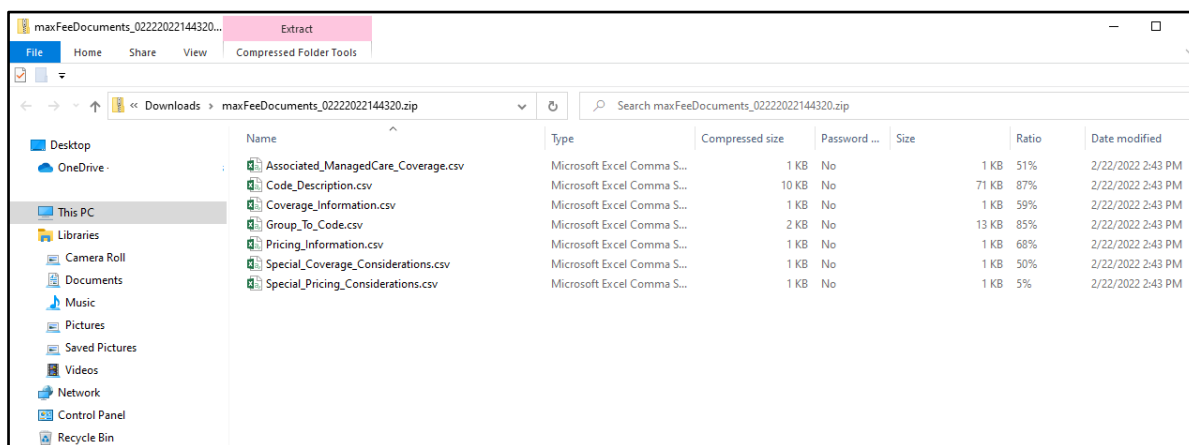 maxFeeDocuments_02222022144320... Extract
File Home Share View Compressed Folder Tools
« Downloads > maxFeeDocuments_02222022144320.zip Search maxFeeDocuments_02222022144320.zip
Name Type Compressed size Password ... Size Ratio Date modified
Desktop
OneDrive -
This PC
Libraries
Camera Roll
Documents
Music
Pictures
Saved Pictures
Videos
Network
Control Panel
Recycle Bin
Associated_ManagedCare_Coverage.csv Microsoft Excel Comma S... 1 KB No 1 KB 51% 2/22/2022 2:43 PM
Code_Description.csv Microsoft Excel Comma S... 10 KB No 71 KB 87% 2/22/2022 2:43 PM
Coverage_Information.csv Microsoft Excel Comma S... 1 KB No 1 KB 59% 2/22/2022 2:43 PM
Group_To_Code.csv Microsoft Excel Comma S... 2 KB No 13 KB 85% 2/22/2022 2:43 PM
Pricing_Information.csv Microsoft Excel Comma S... 1 KB No 1 KB 68% 2/22/2022 2:43 PM
Special_Coverage_Considerations.csv Microsoft Excel Comma S... 1 KB No 1 KB 50% 2/22/2022 2:43 PM
Special_Pricing_Considerations.csv Microsoft Excel Comma S... 1 KB No 1 KB 5% 2/22/2022 2:43 PM